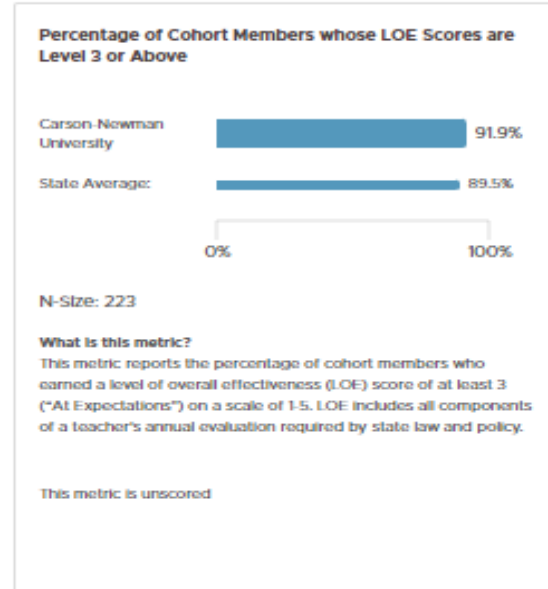 Percentage of Cohort Members whose LOE Scores are
Level 3 or Above
Carson-Newman
University
91.9%
State Average:
89.5%
0%
100%
N-Size: 223
What is this metric?
This metric reports the percentage of cohort members who
earned a level of overall effectiveness (LOE) score of at least 3
("At Expectations") on a scale of 1-5. LOE includes all components
of a teacher's annual evaluation required by state law and policy.
This metric is unscored